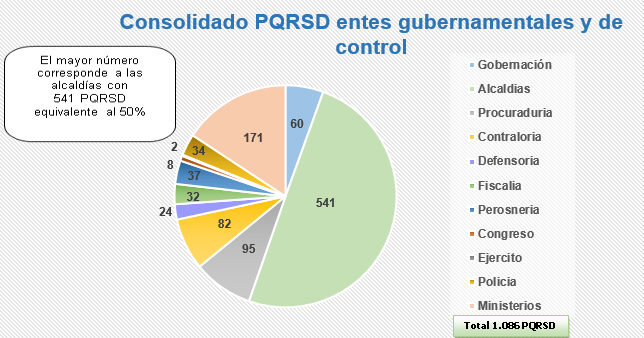 Consolidado PQRSD entes gubernamentales y de
control
El mayor número
corresponde a las
alcaldías con
541 PQRSD
equivalente al 50%
Gobernación
Alcaldias
Procuraduria
Contraloria
Defensoria
Fiscalia
Perosneria
Congreso
Ejercito
Policia
Ministerios
60
541
95
82
24
32
37
8
2
34
171
Total 1.086 PQRSD